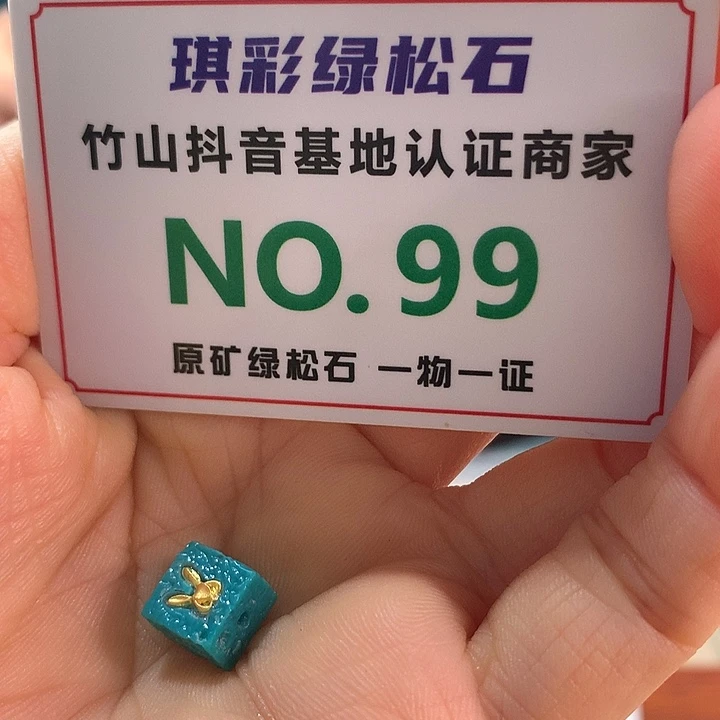 琪彩绿松石
竹山抖音基地认证商家
NO.99
原矿绿松石 一物一证